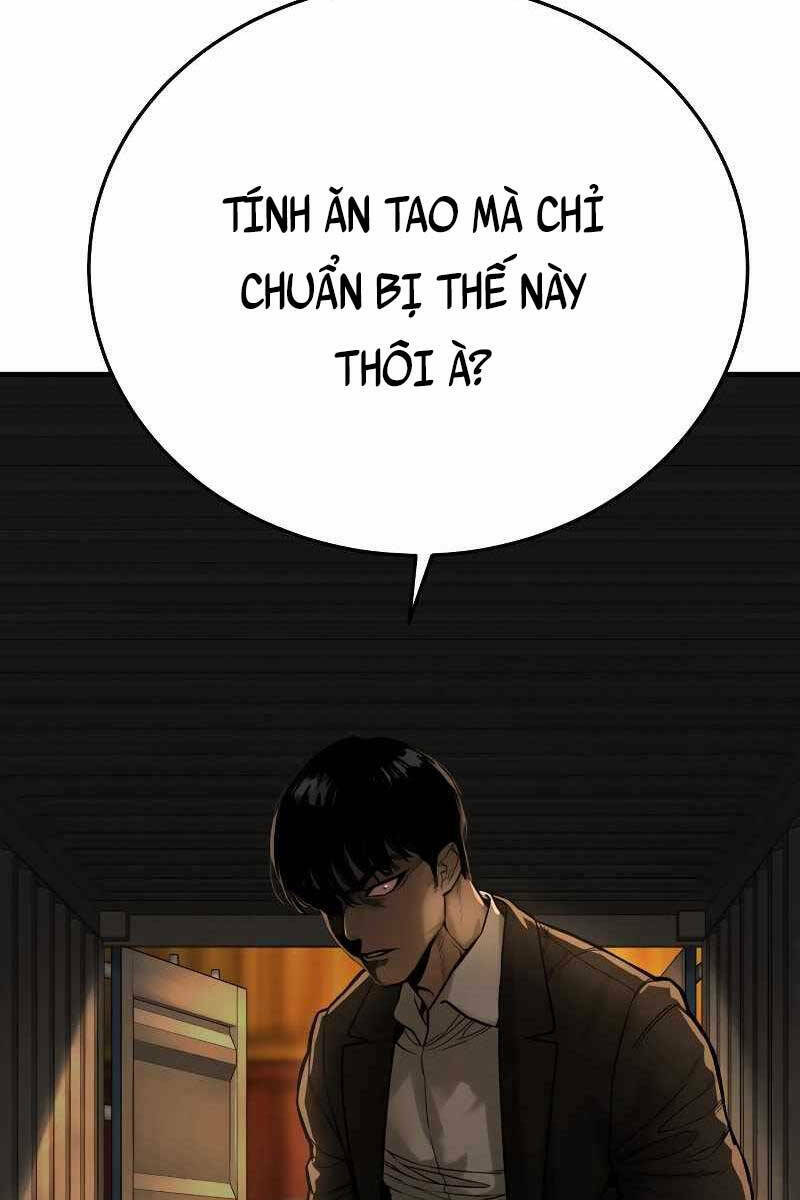 TÍNH ĂN TAO MÀ CHỈ
CHUẨN BỊ THẾ NÀY
THÔI À?